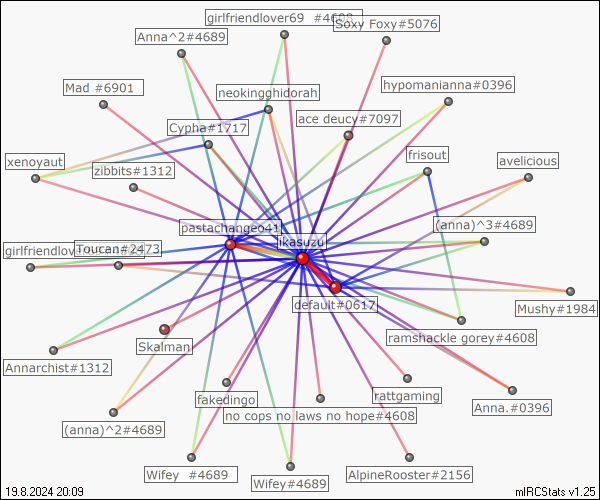 girlfriendlover69 #4608
Soxy Foxy#5076
Anna^2#4689
Mad #6901
hypomanianna#0396
neokingghidorah
ace deucy#7097
Cypha#1717
frisout
xenoyaut
avelicious
zibbits#1312
pastachangeo41
(anna)^3#4689
ikasuzu
girlfriendlover
Toucan#2473
default#0617
Mushy#1984
Skalman
ramshackle gorey#4608
Annarchist#1312
fakedingo
rattgaming
no cops no laws no hope#4608
Anna.#0396
(anna)^2#4689
Wifey #4689
Wifey#4689
AlpineRooster#2156
19.8.2024 20:09
mIRCStats v1.25